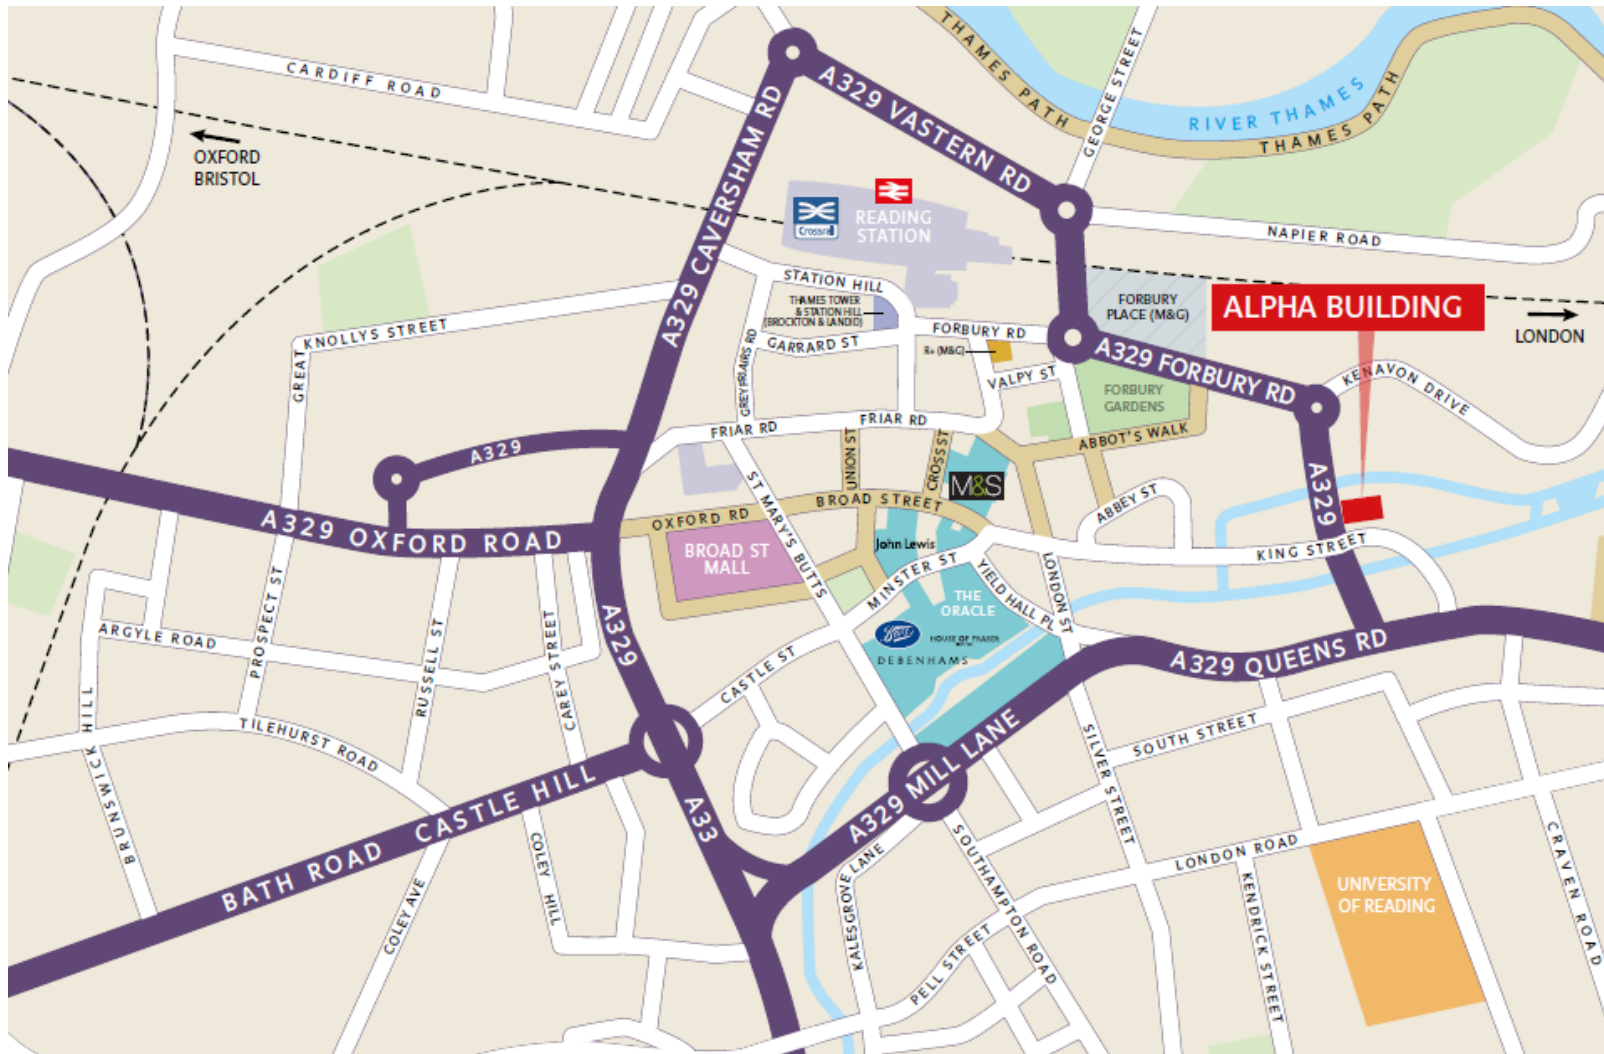 THAMES PATH
GEORGE STREET
RIVER THAMES
THAMES PATH
CARDIFF ROAD
A329 VASTERN RD
OXFORD
BRISTOL
A329 CAVERSHAM RD
Crossrail
READING
STATION
NAPIER ROAD
STATION HILL
THAMES TOWER
& STATION HILL
(BROCKTON & LANDID)
FORBURY
PLACE (M&G)
ALPHA BUILDING
LONDON
GREAT KNOLLYS STREET
GREYFRIARS RD
GARRARD ST
FORBURY RD
R+ (M&G)
VALPY ST
A329 FORBURY RD
KENAVON DRIVE
FORBURY
GARDENS
FRIAR RD
FRIAR RD
ABBOT'S WALK
A329
UNION ST
CROSS ST
M&S
ABBEY ST
A329
A329 OXFORD ROAD
OXFORD RD
BROAD STREET
ST MARY'S BUTTS
BROAD ST
MALL
John Lewis
MINSTER ST
YIELD HALL PL
LONDON ST
KING STREET
THE
ORACLE
Boots
HOUSE OF FRASER
DEBENHAMS
A329
ARGYLE ROAD
PROSPECT ST
RUSSELL ST
CAREY STREET
CASTLE ST
A329 QUEENS RD
BRUNSWICK HILL
TILEHURST ROAD
SOUTH STREET
SILVER STREET
A329 MILL LANE
BATH ROAD CASTLE HILL
A33
COLEY AVE
COLEY HILL
KALESGROVE LANE
SOUTHAMPTON ROAD
PELL STREET
LONDON ROAD
KENDRICK STREET
CRAVEN ROAD
UNIVERSITY
OF READING